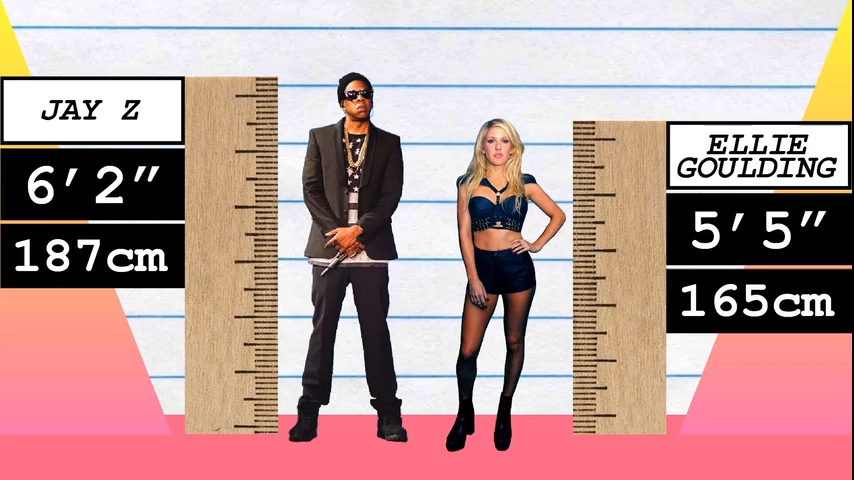 JAY Z
6’2”
187cm
ELLIE
GOULDING
5’5”
165cm